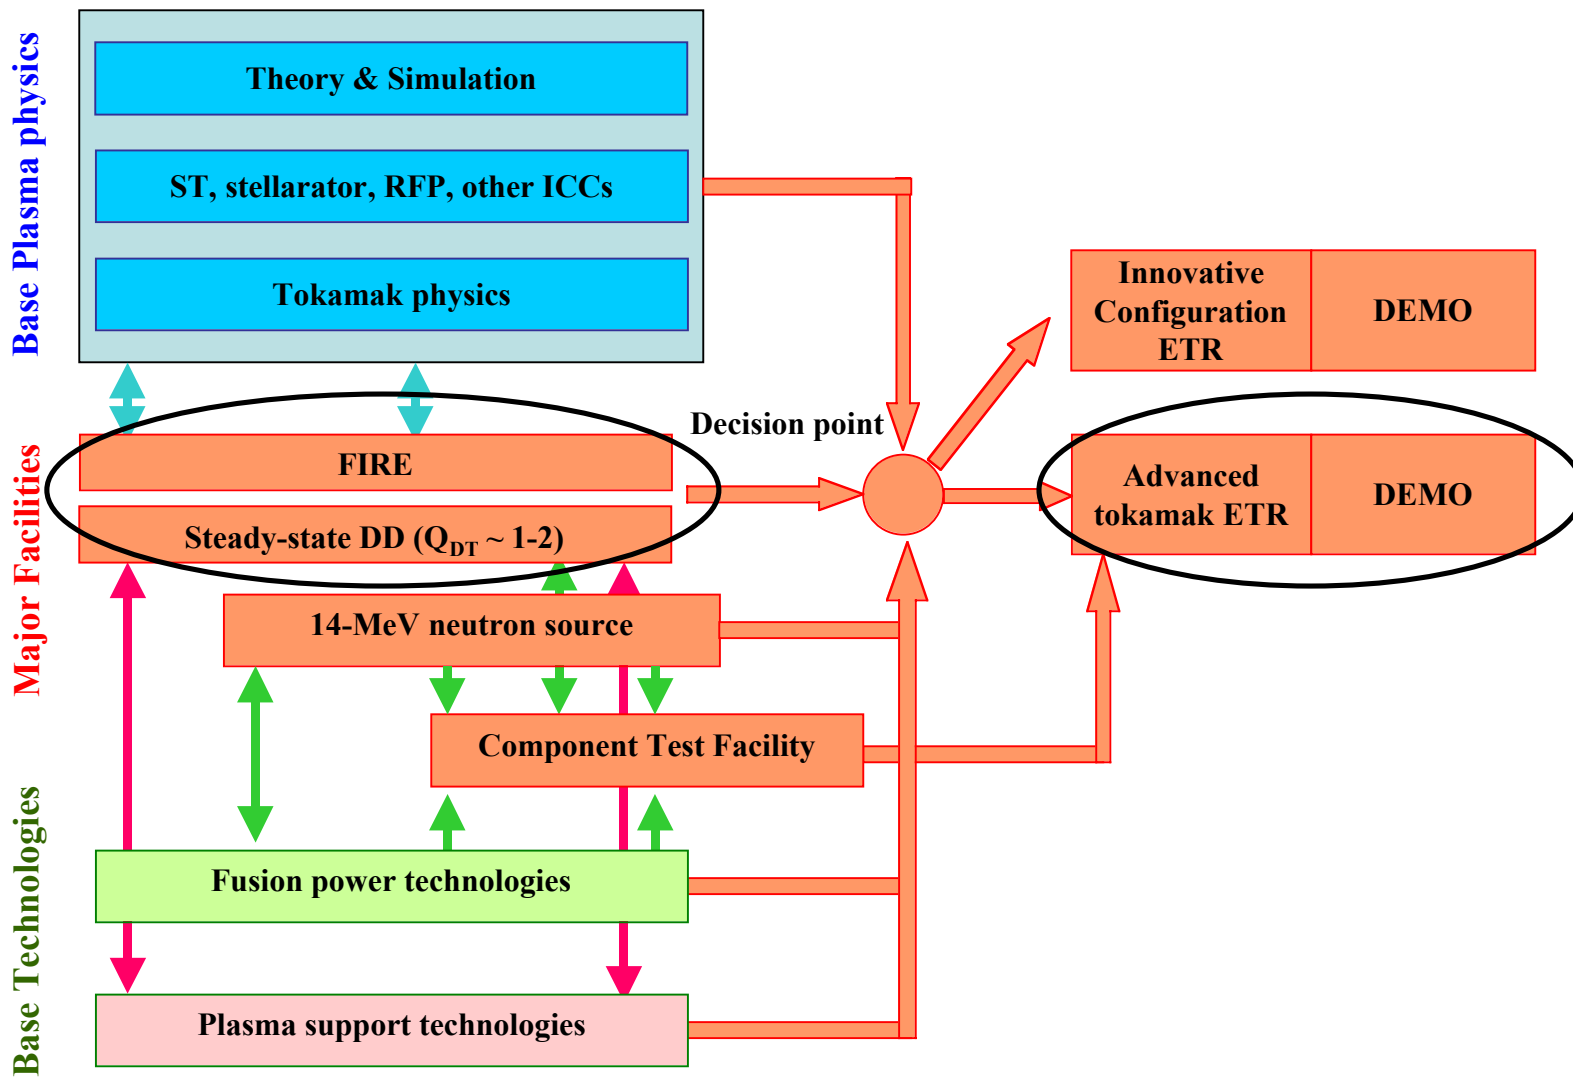 Base Plasma physics
Theory & Simulation
ST, stellarator, RFP, other ICCs
Tokamak physics
Innovative
Configuration
ETR
DEMO
Major Facilities
FIRE
Decision point
Steady-state DD (Q_DT ~ 1-2)
Advanced
tokamak ETR
DEMO
14-MeV neutron source
Component Test Facility
Base Technologies
Fusion power technologies
Plasma support technologies